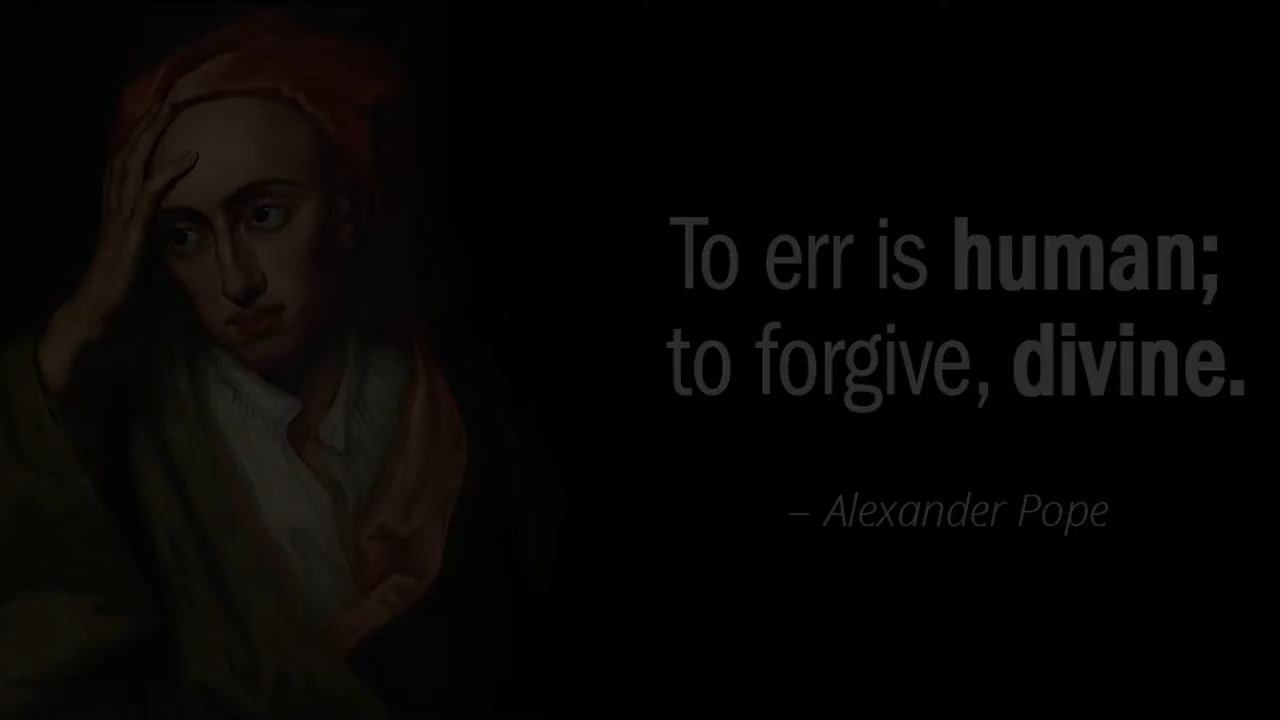 To err is human;
to forgive, divine.
– Alexander Pope